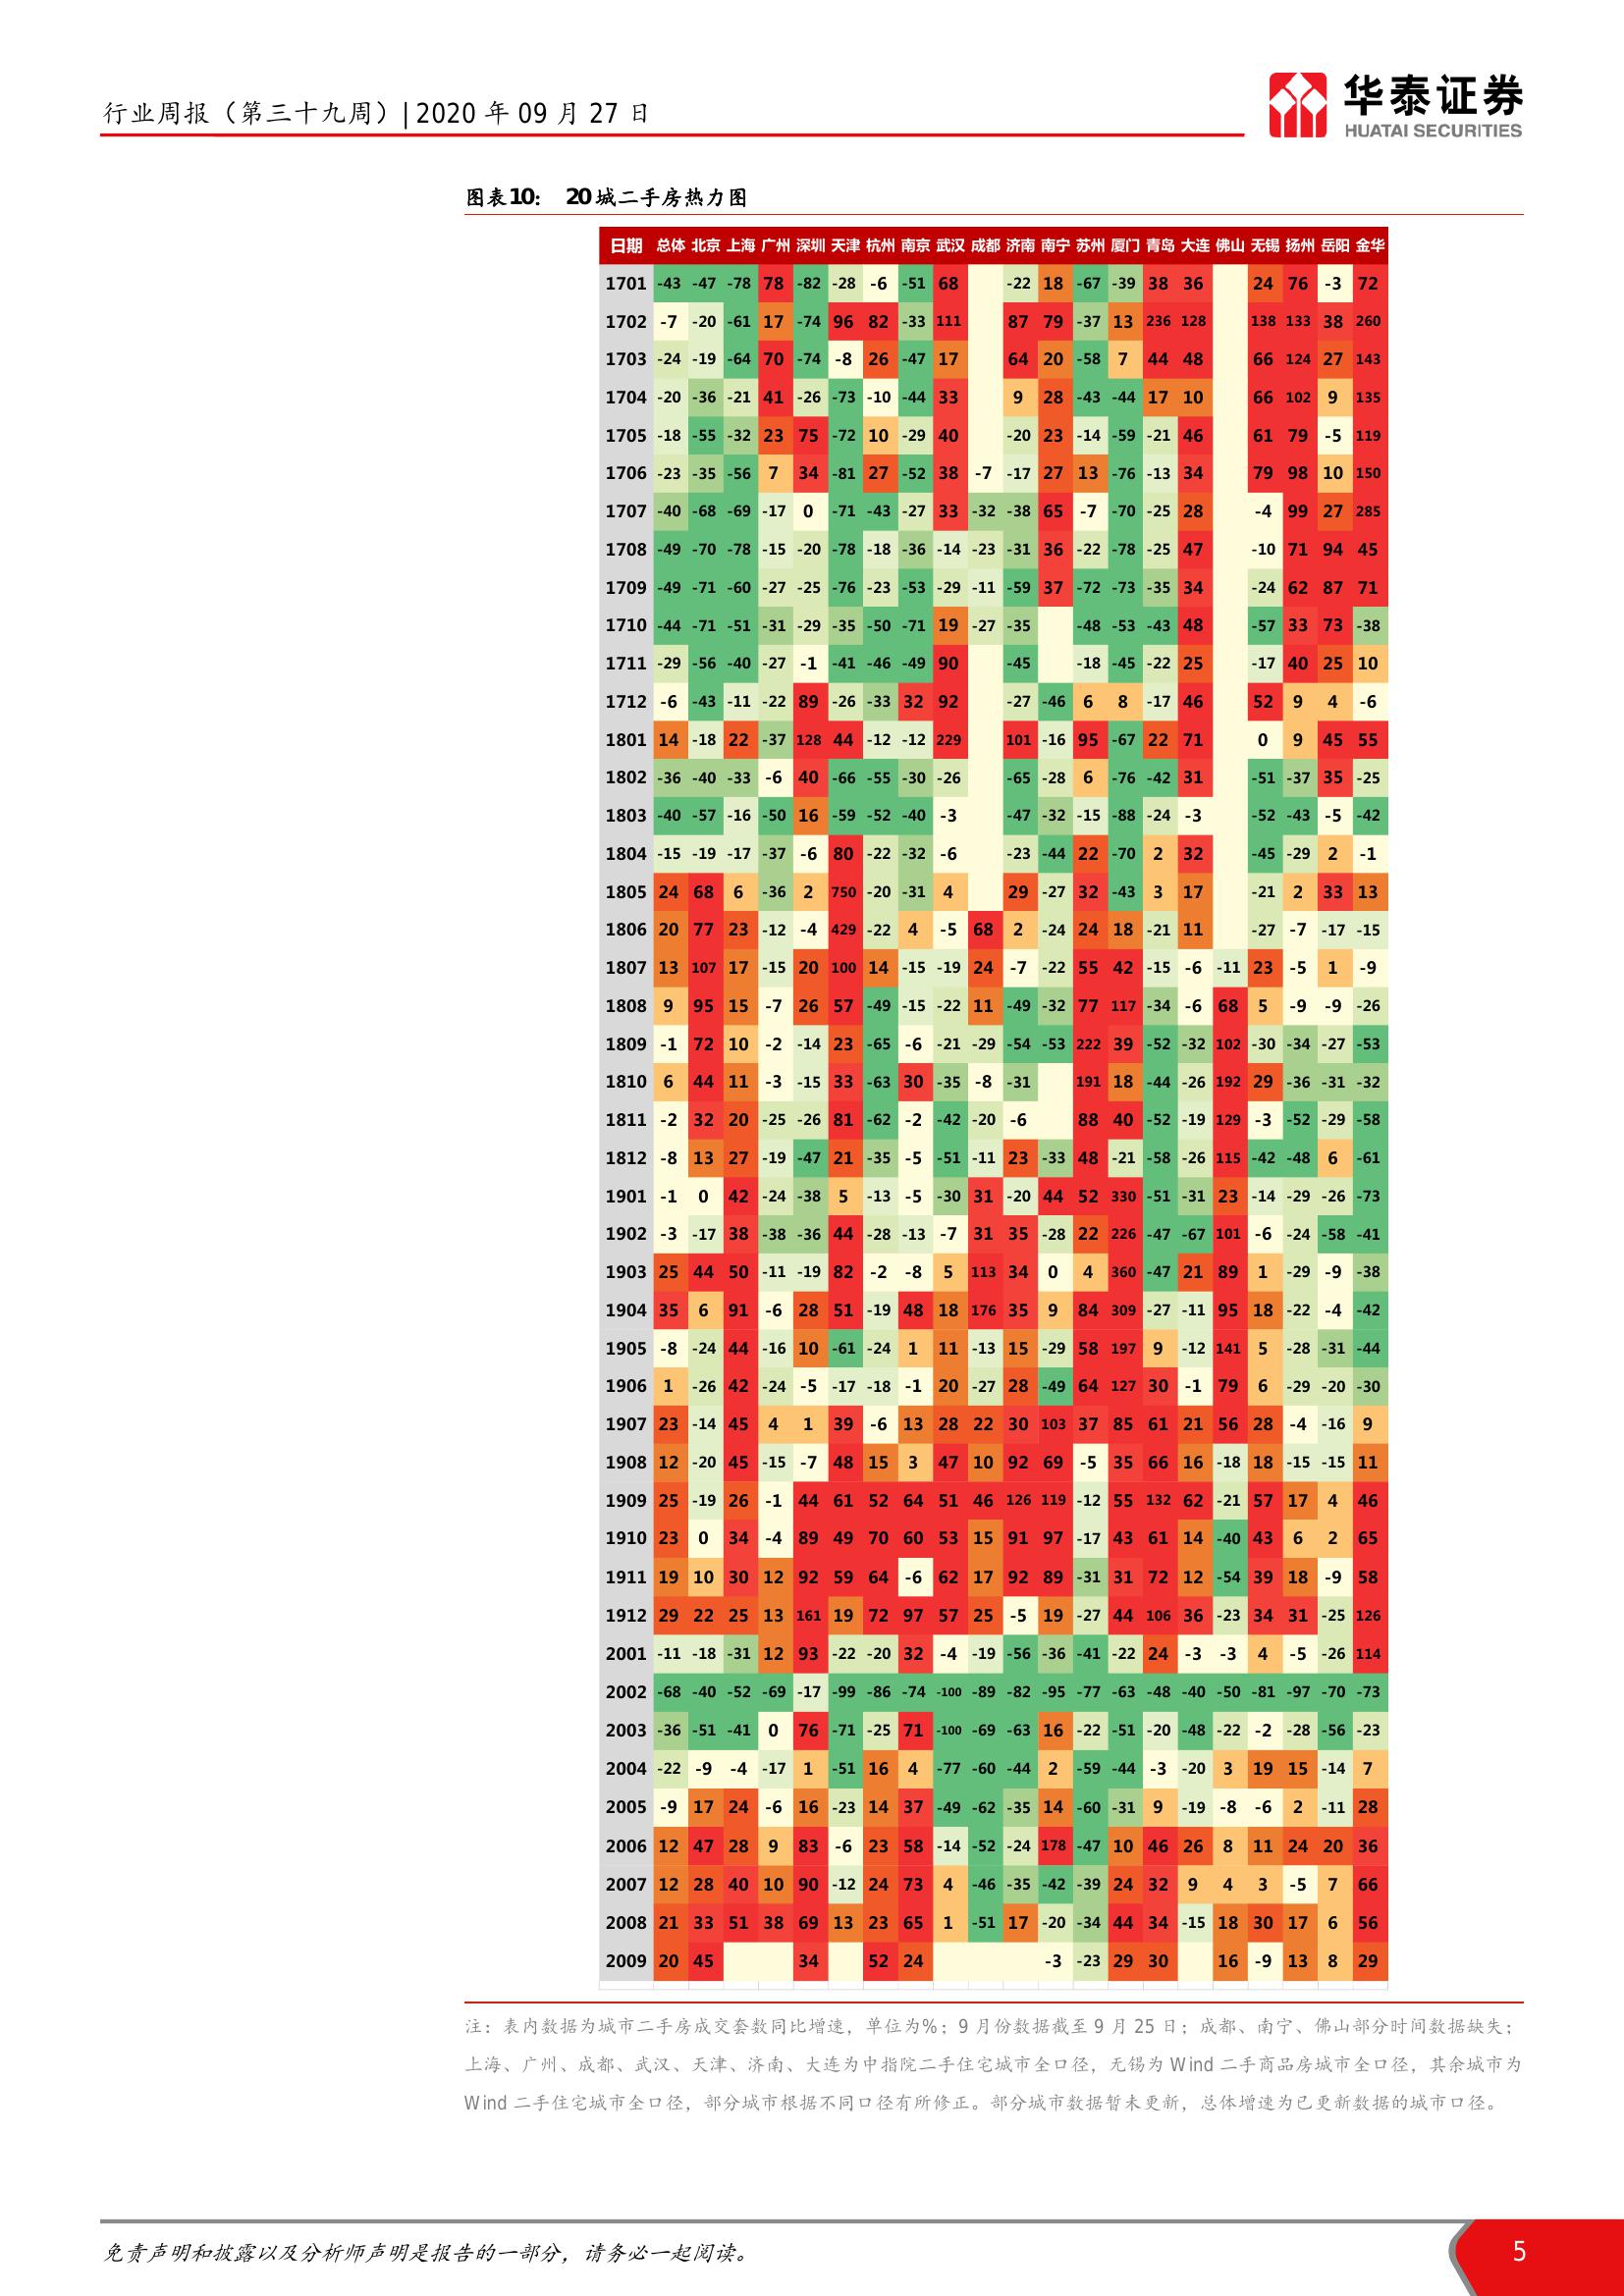 行业周报（第三十九周）| 2020 年 09 月 27 日
华泰证券
HUATAI SECURITIES
图表10： 20城二手房热力图
日期 总体 北京 上海 广州 深圳 天津 杭州 南京 武汉 成都 济南 南宁 苏州 厦门 青岛 大连 佛山 无锡 扬州 岳阳 金华
1701 -43 -47 -78 78 -82 -28 -6 -51 68 -22 18 -67 -39 38 36 24 76 -3 72
1702 -7 -20 -61 17 -74 96 82 -33 111 87 79 -37 13 236 128 138 133 38 260
1703 -24 -19 -64 70 -74 -8 26 -47 17 64 20 -58 7 44 48 66 124 27 143
1704 -20 -36 -21 41 -26 -73 -10 -44 33 9 28 -43 -44 17 10 66 102 9 135
1705 -18 -55 -32 23 75 -72 10 -29 40 -20 23 -14 -59 -21 46 61 79 -5 119
1706 -23 -35 -56 7 34 -81 27 -52 38 -7 -17 27 13 -76 -13 34 79 98 10 150
1707 -40 -68 -69 -17 0 -71 -43 -27 33 -32 -38 65 -7 -70 -25 28 -4 99 27 285
1708 -49 -70 -78 -15 -20 -78 -18 -36 -14 -23 -31 36 -22 -78 -25 47 -10 71 94 45
1709 -49 -71 -60 -27 -25 -76 -23 -53 -29 -11 -59 37 -72 -73 -35 34 -24 62 87 71
1710 -44 -71 -51 -31 -29 -35 -50 -71 19 -27 -35 -48 -53 -43 48 -57 33 73 -38
1711 -29 -56 -40 -27 -1 -41 -46 -49 90 -45 -18 -45 -22 25 -17 40 25 10
1712 -6 -43 -11 -22 89 -26 -33 32 92 -27 -46 6 8 -17 46 52 9 4 -6
1801 14 -18 22 -37 128 44 -12 -12 229 101 -16 95 -67 22 71 0 9 45 55
1802 -36 -40 -33 -6 40 -66 -55 -30 -26 -65 -28 6 -76 -42 31 -51 -37 35 -25
1803 -40 -57 -16 -50 16 -59 -52 -40 -3 -47 -32 -15 -88 -24 -3 -52 -43 -5 -42
1804 -15 -19 -17 -37 -6 80 -22 -32 -6 -23 -44 22 -70 2 32 -45 -29 2 -1
1805 24 68 6 -36 2 750 -20 -31 4 29 -27 32 -43 3 17 -21 2 33 13
1806 20 77 23 -12 -4 429 -22 4 -5 68 2 -24 24 18 -21 11 -27 -7 -17 -15
1807 13 107 17 -15 20 100 14 -15 -19 24 -7 -22 55 42 -15 -6 -11 23 -5 1 -9
1808 9 95 15 -7 26 57 -49 -15 -22 11 -49 -32 77 117 -34 -6 68 5 -9 -9 -26
1809 -1 72 10 -2 -14 23 -65 -6 -21 -29 -54 -53 222 39 -52 -32 102 -30 -34 -27 -53
1810 6 44 11 -3 -15 33 -63 30 -35 -8 -31 191 18 -44 -26 192 29 -36 -31 -32
1811 -2 32 20 -25 -26 81 -62 -2 -42 -20 -6 88 40 -52 -19 129 -3 -52 -29 -58
1812 -8 13 27 -19 -47 21 -35 -5 -51 -11 23 -33 48 -21 -58 -26 115 -42 -48 6 -61
1901 -1 0 42 -24 -38 5 -13 -5 -30 31 -20 44 52 330 -51 -31 23 -14 -29 -26 -73
1902 -3 -17 38 -38 -36 44 -28 -13 -7 31 35 -28 22 226 -47 -67 101 -6 -24 -58 -41
1903 25 44 50 -11 -19 82 -2 -8 5 113 34 0 4 360 -47 21 89 1 -29 -9 -38
1904 35 6 91 -6 28 51 -19 48 18 176 35 9 84 309 -27 -11 95 18 -22 -4 -42
1905 -8 -24 44 -16 10 -61 -24 1 11 -13 15 -29 58 197 9 -12 141 5 -28 -31 -44
1906 1 -26 42 -24 -5 -17 -18 -1 20 -27 28 -49 64 127 30 -1 79 6 -29 -20 -30
1907 23 -14 45 4 1 39 -6 13 28 22 30 103 37 85 61 21 56 28 -4 -16 9
1908 12 -20 45 -15 -7 48 15 3 47 10 92 69 -5 35 66 16 -18 18 -15 -15 11
1909 25 -19 26 -1 44 61 52 64 51 46 126 119 -12 55 132 62 -21 57 17 4 46
1910 23 0 34 -4 89 49 70 60 53 15 91 97 -17 43 61 14 -40 43 6 2 65
1911 19 10 30 12 92 59 64 -6 62 17 92 89 -31 31 72 12 -54 39 18 -9 58
1912 29 22 25 13 161 19 72 97 57 25 -5 19 -27 44 106 36 -23 34 31 -25 126
2001 -11 -18 -31 12 93 -22 -20 32 -4 -19 -56 -36 -41 -22 24 -3 -3 4 -5 -26 114
2002 -68 -40 -52 -69 -17 -99 -86 -74 -100 -89 -82 -95 -77 -63 -48 -40 -50 -81 -97 -70 -73
2003 -36 -51 -41 0 76 -71 -25 71 -100 -69 -63 16 -22 -51 -20 -48 -22 -2 -28 -56 -23
2004 -22 -9 -4 -17 1 -51 16 4 -77 -60 -44 2 -59 -44 -3 -20 3 19 15 -14 7
2005 -9 17 24 -6 16 -23 14 37 -49 -62 -35 14 -60 -31 9 -19 -8 -6 2 -11 28
2006 12 47 28 9 83 -6 23 58 -14 -52 -24 178 -47 10 46 26 8 11 24 20 36
2007 12 28 40 10 90 -12 24 73 4 -46 -35 -42 -39 24 32 9 4 3 -5 7 66
2008 21 33 51 38 69 13 23 65 1 -51 17 -20 -34 44 34 -15 18 30 17 6 56
2009 20 45 34 52 24 -3 -23 29 30 16 -9 13 8 29
注：表内数据为城市二手房成交套数同比增速，单位为%；9 月份数据截至 9 月 25 日；成都、南宁、佛山部分时间数据缺失；
上海、广州、成都、武汉、天津、济南、大连为中指院二手住宅城市全口径，无锡为 Wind 二手商品房城市全口径，其余城市为
Wind 二手住宅城市全口径，部分城市根据不同口径有所修正。部分城市数据暂未更新，总体增速为已更新数据的城市口径。
免责声明和披露以及分析师声明是报告的一部分，请务必一起阅读。
5